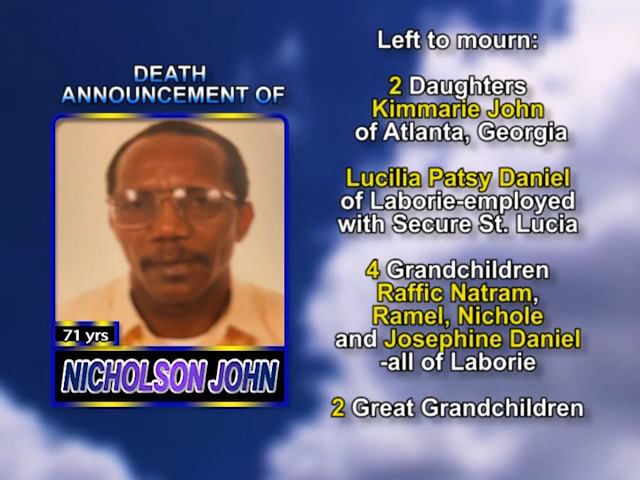 DEATH
ANNOUNCEMENT OF
71 yrs
NICHOLSON JOHN
Left to mourn:
2 Daughters
Kimmarie John
of Atlanta, Georgia
Lucilia Patsy Daniel
of Laborie-employed
with Secure St. Lucia
4 Grandchildren
Raffic Natram,
Ramel, Nichole
and Josephine Daniel
-all of Laborie
2 Great Grandchildren